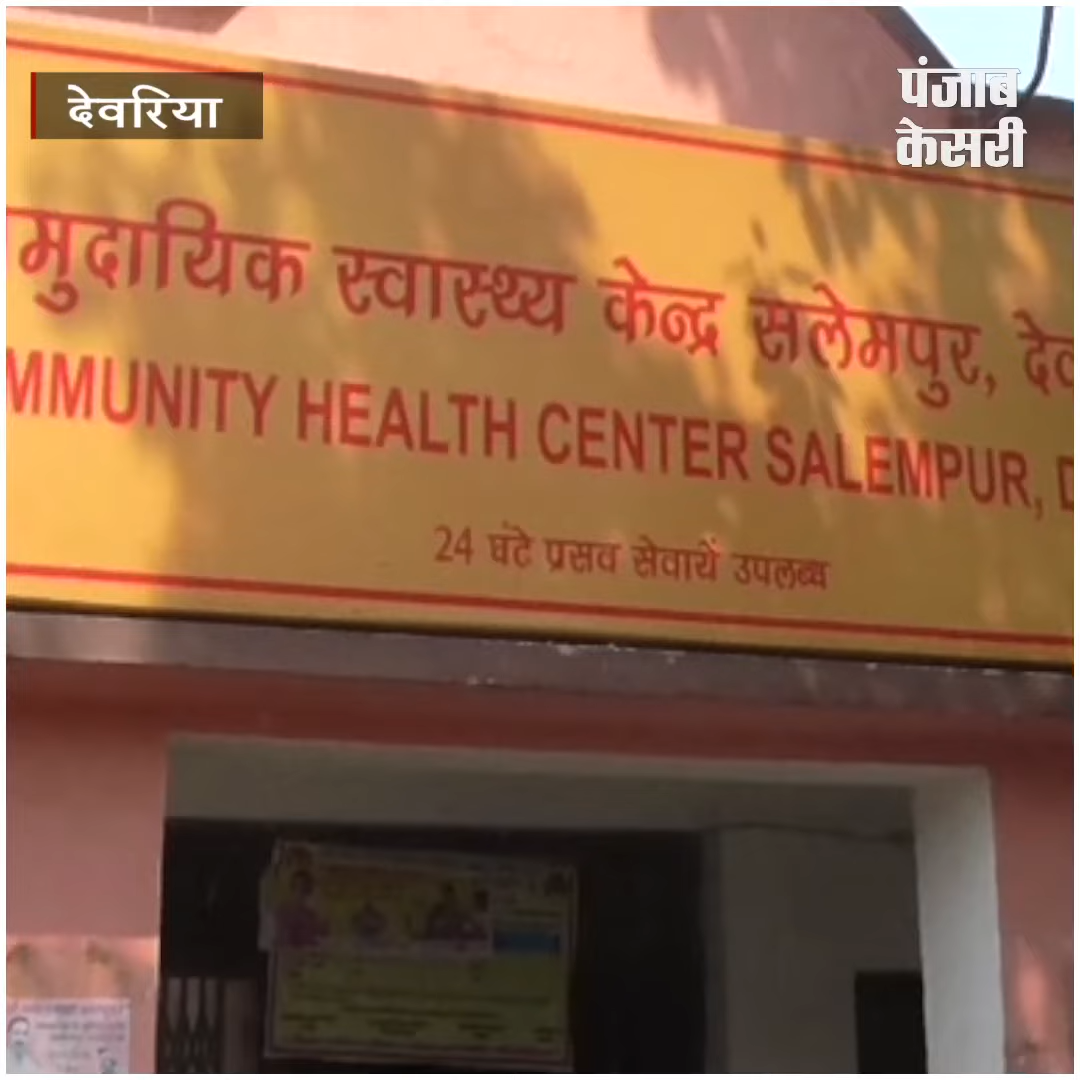 देवरिया
पंजाब
केसरी
मुदायिक स्वास्थ्य केन्द्र सलेमपुर, देव
MMUNITY HEALTH CENTER SALEMPUR, D
24 घंटे प्रसव सेवायें उपलब्ध